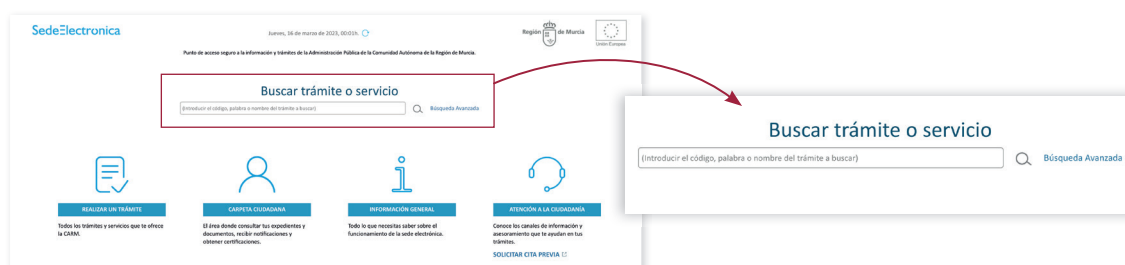 SedeElectronica
Jueves, 16 de marzo de 2023, 00:01h.
Región de Murcia
Unión Europea
Punto de acceso seguro a la información y trámites de la Administración Pública de la Comunidad Autónoma de la Región de Murcia.
Buscar trámite o servicio
(Introducir el código, palabra o nombre del trámite a buscar)
Búsqueda Avanzada
Buscar trámite o servicio
(Introducir el código, palabra o nombre del trámite a buscar)
Búsqueda Avanzada
REALIZAR UN TRÁMITE
CARPETA CIUDADANA
INFORMACIÓN GENERAL
ATENCIÓN A LA CIUDADANÍA
Todos los trámites y servicios que te ofrece
la CARM.
El área donde consultar tus expedientes y
documentos, recibir notificaciones y
obtener certificaciones.
Todo lo que necesitas saber sobre el
funcionamiento de la sede electrónica.
Conoce los canales de información y
asesoramiento que te ayudan en tus
trámites.
SOLICITAR CITA PREVIA